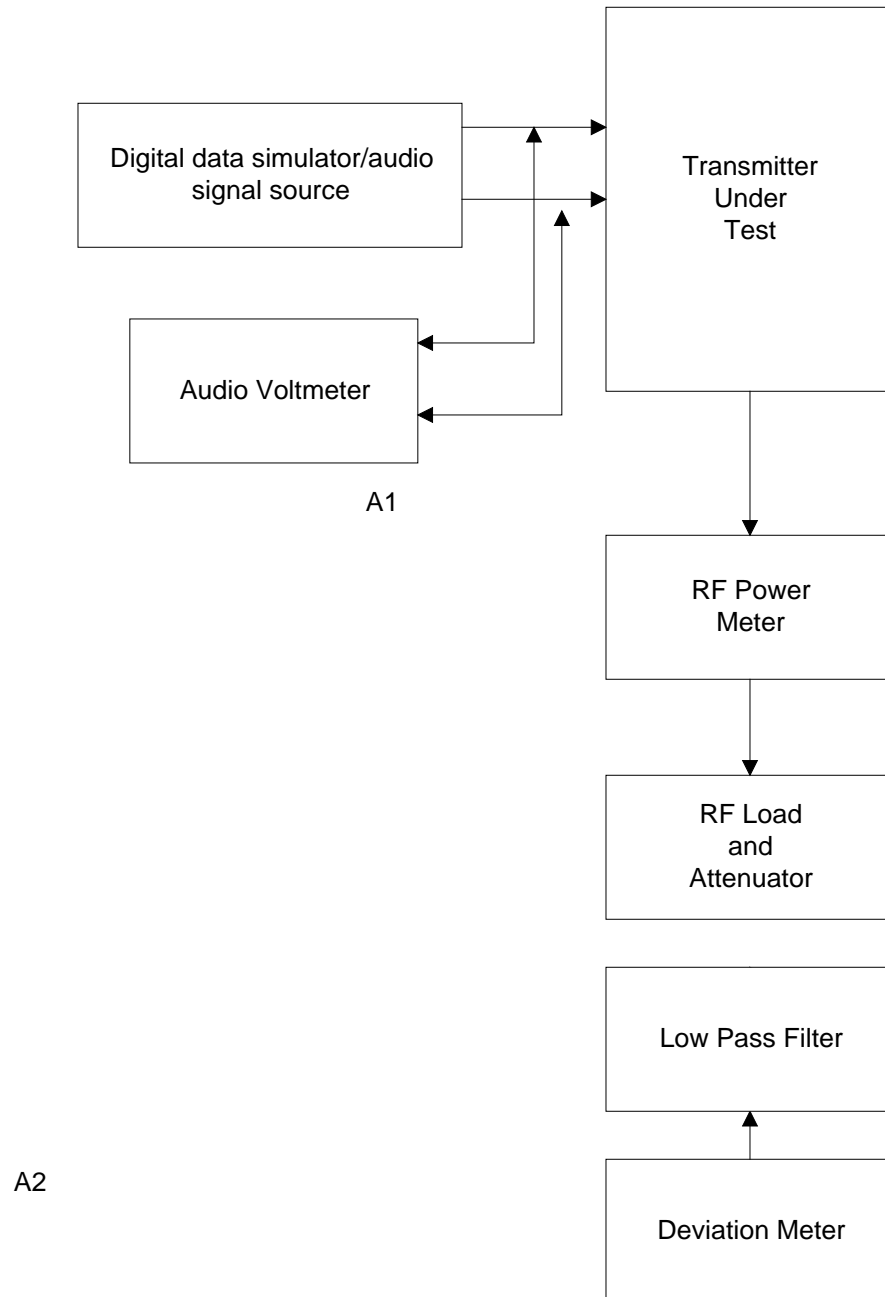 Digital data simulator/audio
signal source
Transmitter
Under
Test
Audio Voltmeter
A1
RF Power
Meter
RF Load
and
Attenuator
Low Pass Filter
A2
Deviation Meter